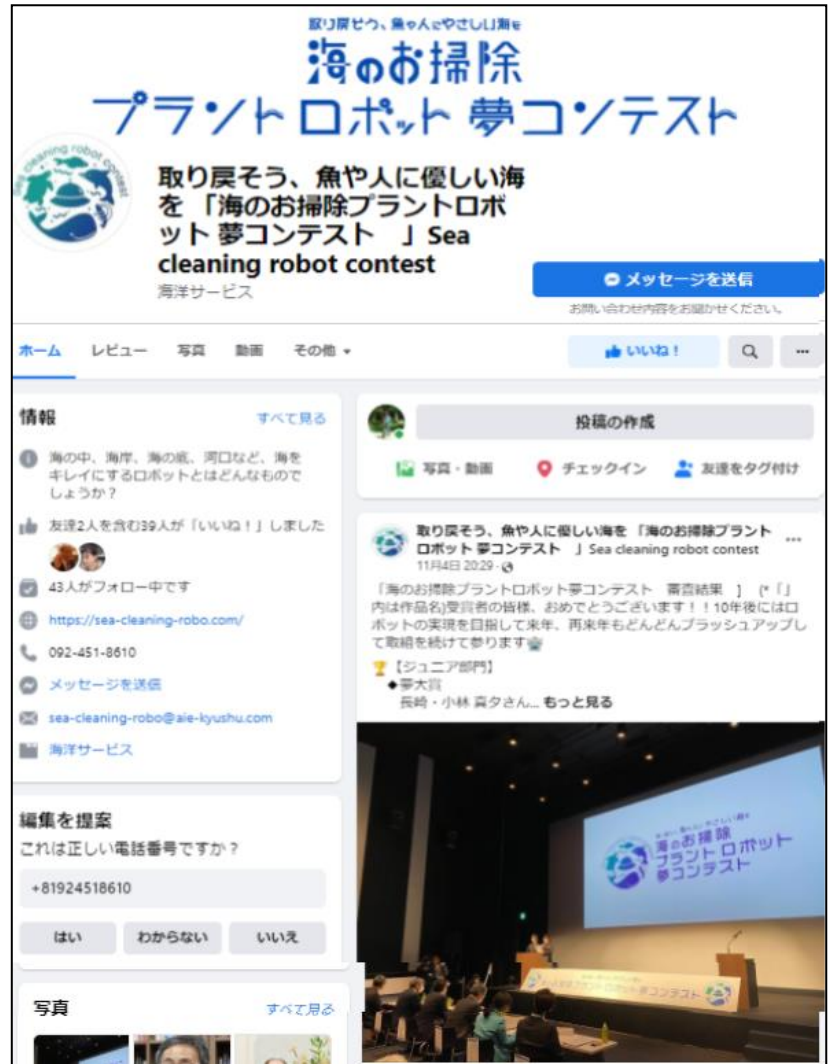 取り戻そう、魚や人にやさしい海を
海のお掃除
プラントロボット 夢コンテスト
Sea cleaning robot contest
取り戻そう、魚や人に優しい海
を 「海のお掃除プラントロボ
ット 夢コンテスト 」 Sea
cleaning robot contest
海洋サービス
メッセージを送信
お問い合わせ内容をお聞かせください。
ホーム レビュー 写真 動画 その他
いいね！
情報 すべて見る
海の中、海岸、海の底、河口など、海を
キレイにするロボットとはどんなもので
しょうか？
友達2人を含む39人が「いいね！」しました
43人がフォロー中です
https://sea-cleaning-robo.com/
092-451-8610
メッセージを送信
sea-cleaning-robo@aie-kyushu.com
海洋サービス
編集を提案
これは正しい電話番号ですか？
+81924518610
はい わからない いいえ
写真 すべて見る
投稿の作成
写真・動画 チェックイン 友達をタグ付け
取り戻そう、魚や人に優しい海を 「海のお掃除プラント
ロボット 夢コンテスト 」 Sea cleaning robot contest
11月4日 20:29
「海のお掃除プラントロボット夢コンテスト 審査結果 ］ (*「」
内は作品名)受賞者の皆様、おめでとうございます！！10年後にはロ
ボットの実現を目指して来年、再来年もどんどんブラッシュアップし
て取組を続けて参ります
【ジュニア部門】
◆夢大賞
長崎・小林 真夕さん... もっと見る
海のお掃除
プラント ロボット
夢コンテスト